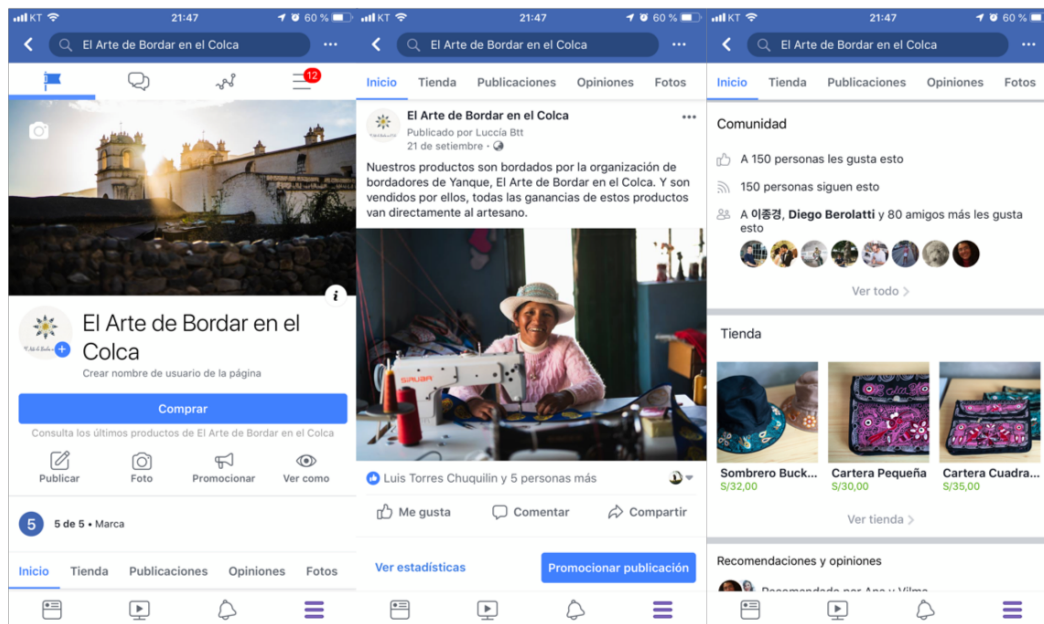 KT 21:47 60 %
El Arte de Bordar en el Colca
12
El Arte de Bordar en el
Colca
Crear nombre de usuario de la página
Comprar
Consulta los últimos productos de El Arte de Bordar en el Colca
Publicar Foto Promocionar Ver como
5 5 de 5 • Marca
Inicio Tienda Publicaciones Opiniones Fotos
KT 21:47 60 %
El Arte de Bordar en el Colca
Inicio Tienda Publicaciones Opiniones Fotos
El Arte de Bordar en el Colca
Publicado por Luccía Btt
21 de setiembre
Nuestros productos son bordados por la organización de
bordadores de Yanque, El Arte de Bordar en el Colca. Y son
vendidos por ellos, todas las ganancias de estos productos
van directamente al artesano.
SIRUBA
Luis Torres Chuquilin y 5 personas más
Me gusta Comentar Compartir
Ver estadísticas Promocionar publicación
KT 21:47 60 %
El Arte de Bordar en el Colca
Inicio Tienda Publicaciones Opiniones Fotos
Comunidad
A 150 personas les gusta esto
150 personas siguen esto
A 이종경, Diego Berolatti y 80 amigos más les gusta
esto
Ver todo
Tienda
Sombrero Buck... Cartera Pequeña Cartera Cuadra...
S/32,00 S/30,00 S/35,00
Ver tienda
Recomendaciones y opiniones
Recomendado por Ano y Vilma